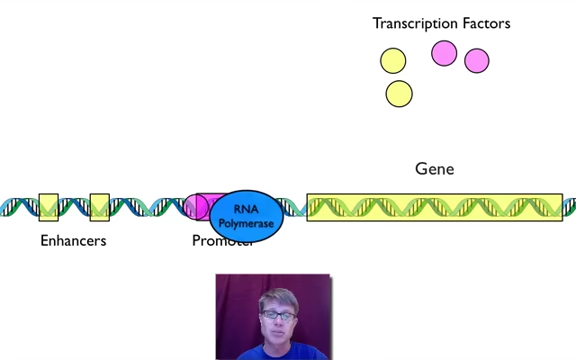 Transcription Factors
Gene
RNA
Polymerase
Enhancers
Promoter